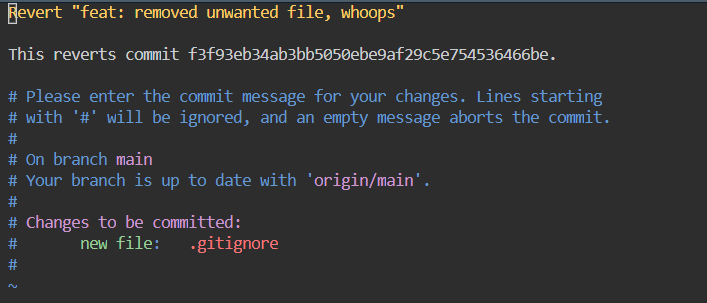 Revert "feat: removed unwanted file, whoops"
This reverts commit f3f93eb34ab3bb5050ebe9af29c5e754536466be.
# Please enter the commit message for your changes. Lines starting
# with '#' will be ignored, and an empty message aborts the commit.
#
# On branch main
# Your branch is up to date with 'origin/main'.
#
# Changes to be committed:
#       new file:   .gitignore
#
~